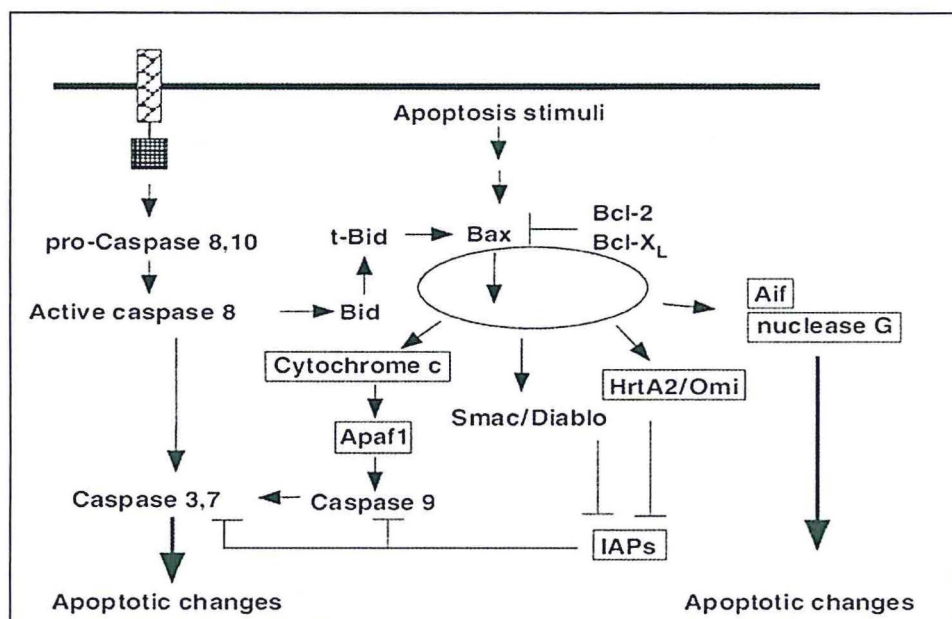 Apoptosis stimuli
Bcl-2
pro-Caspase 8,10
t-Bid
Bax
Bcl-XL
Active caspase 8
Bid
Aif
nuclease G
Cytochrome c
HrtA2/Omi
Smac/Diablo
Apaf1
Caspase 3,7
Caspase 9
IAPs
Apoptotic changes
Apoptotic changes